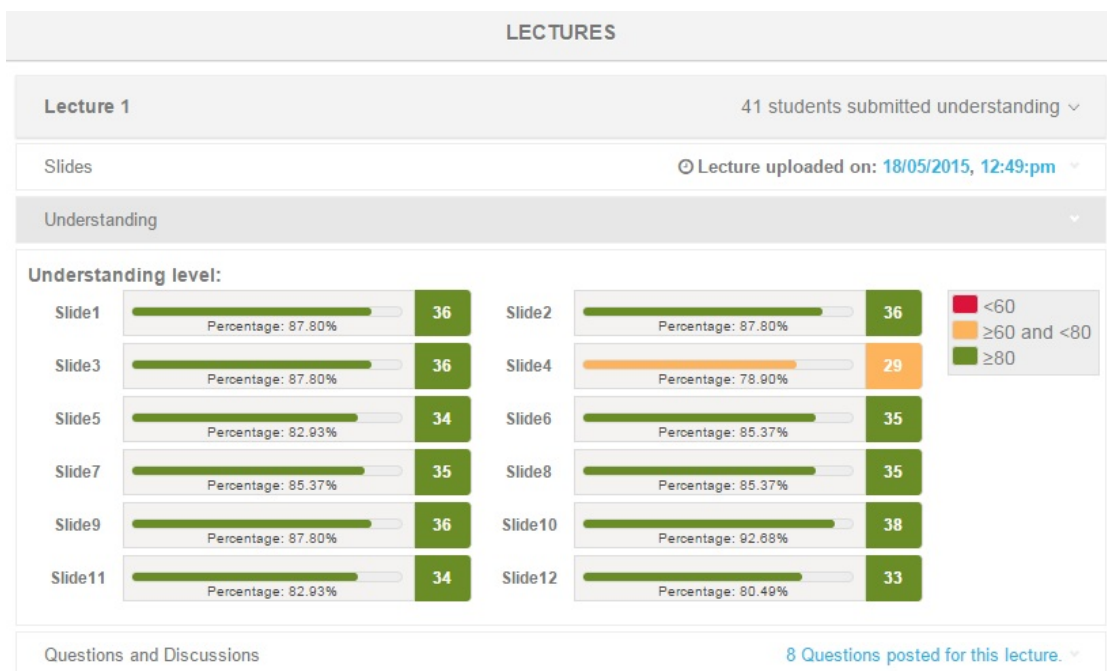 LECTURES
Lecture 1 41 students submitted understanding
Slides Lecture uploaded on: 18/05/2015, 12:49:pm
Understanding
Understanding level:
Slide1 Percentage: 87.80% 36 Slide2 Percentage: 87.80% 36 <60
≥60 and <80
Slide3 Percentage: 87.80% 36 Slide4 Percentage: 78.90% 29 ≥80
Slide5 Percentage: 82.93% 34 Slide6 Percentage: 85.37% 35
Slide7 Percentage: 85.37% 35 Slide8 Percentage: 85.37% 35
Slide9 Percentage: 87.80% 36 Slide10 Percentage: 92.68% 38
Slide11 Percentage: 82.93% 34 Slide12 Percentage: 80.49% 33
Questions and Discussions 8 Questions posted for this lecture.